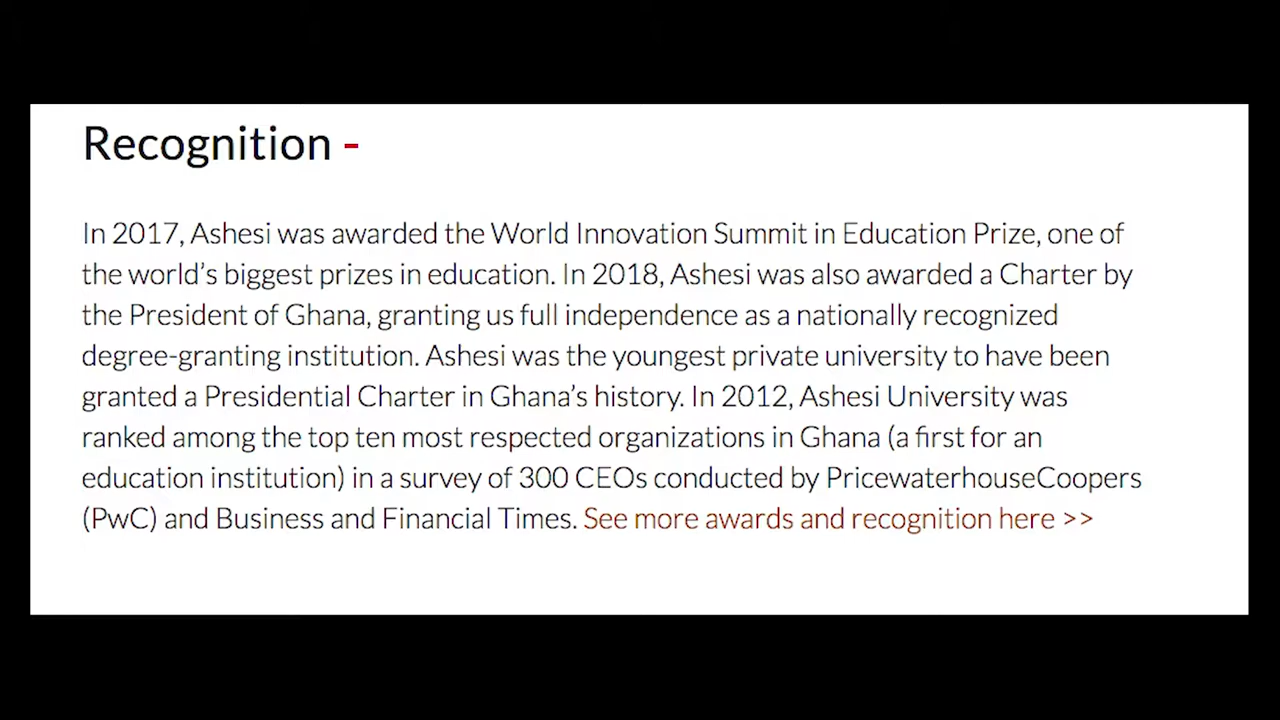 Recognition -
In 2017, Ashesi was awarded the World Innovation Summit in Education Prize, one of
the world’s biggest prizes in education. In 2018, Ashesi was also awarded a Charter by
the President of Ghana, granting us full independence as a nationally recognized
degree-granting institution. Ashesi was the youngest private university to have been
granted a Presidential Charter in Ghana’s history. In 2012, Ashesi University was
ranked among the top ten most respected organizations in Ghana (a first for an
education institution) in a survey of 300 CEOs conducted by PricewaterhouseCoopers
(PwC) and Business and Financial Times. See more awards and recognition here >>